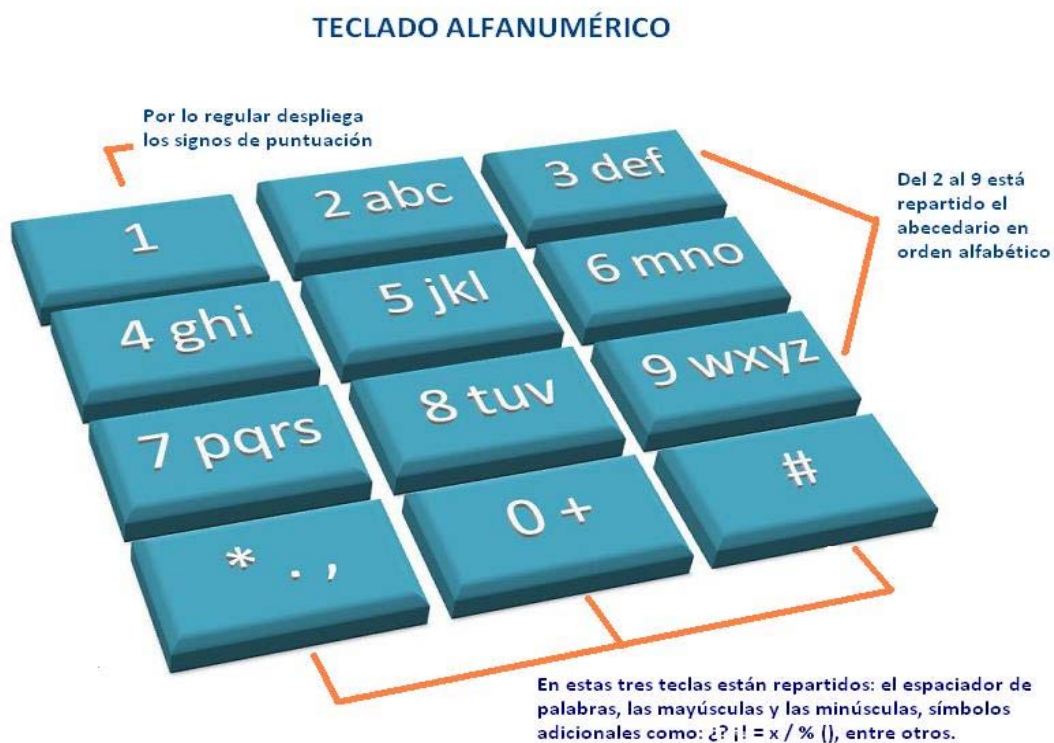 TECLADO ALFANUMÉRICO
Por lo regular despliega
los signos de puntuación
Del 2 al 9 está
repartido el
abecedario en
orden alfabético
1
2 abc
3 def
4 ghi
5 jkl
6 mno
7 pqrs
8 tuv
9 wxyz
* . ,
0 +
#
En estas tres teclas están repartidos: el espaciador de
palabras, las mayúsculas y las minúsculas, símbolos
adicionales como: ¿? ¡! = x / % (), entre otros.